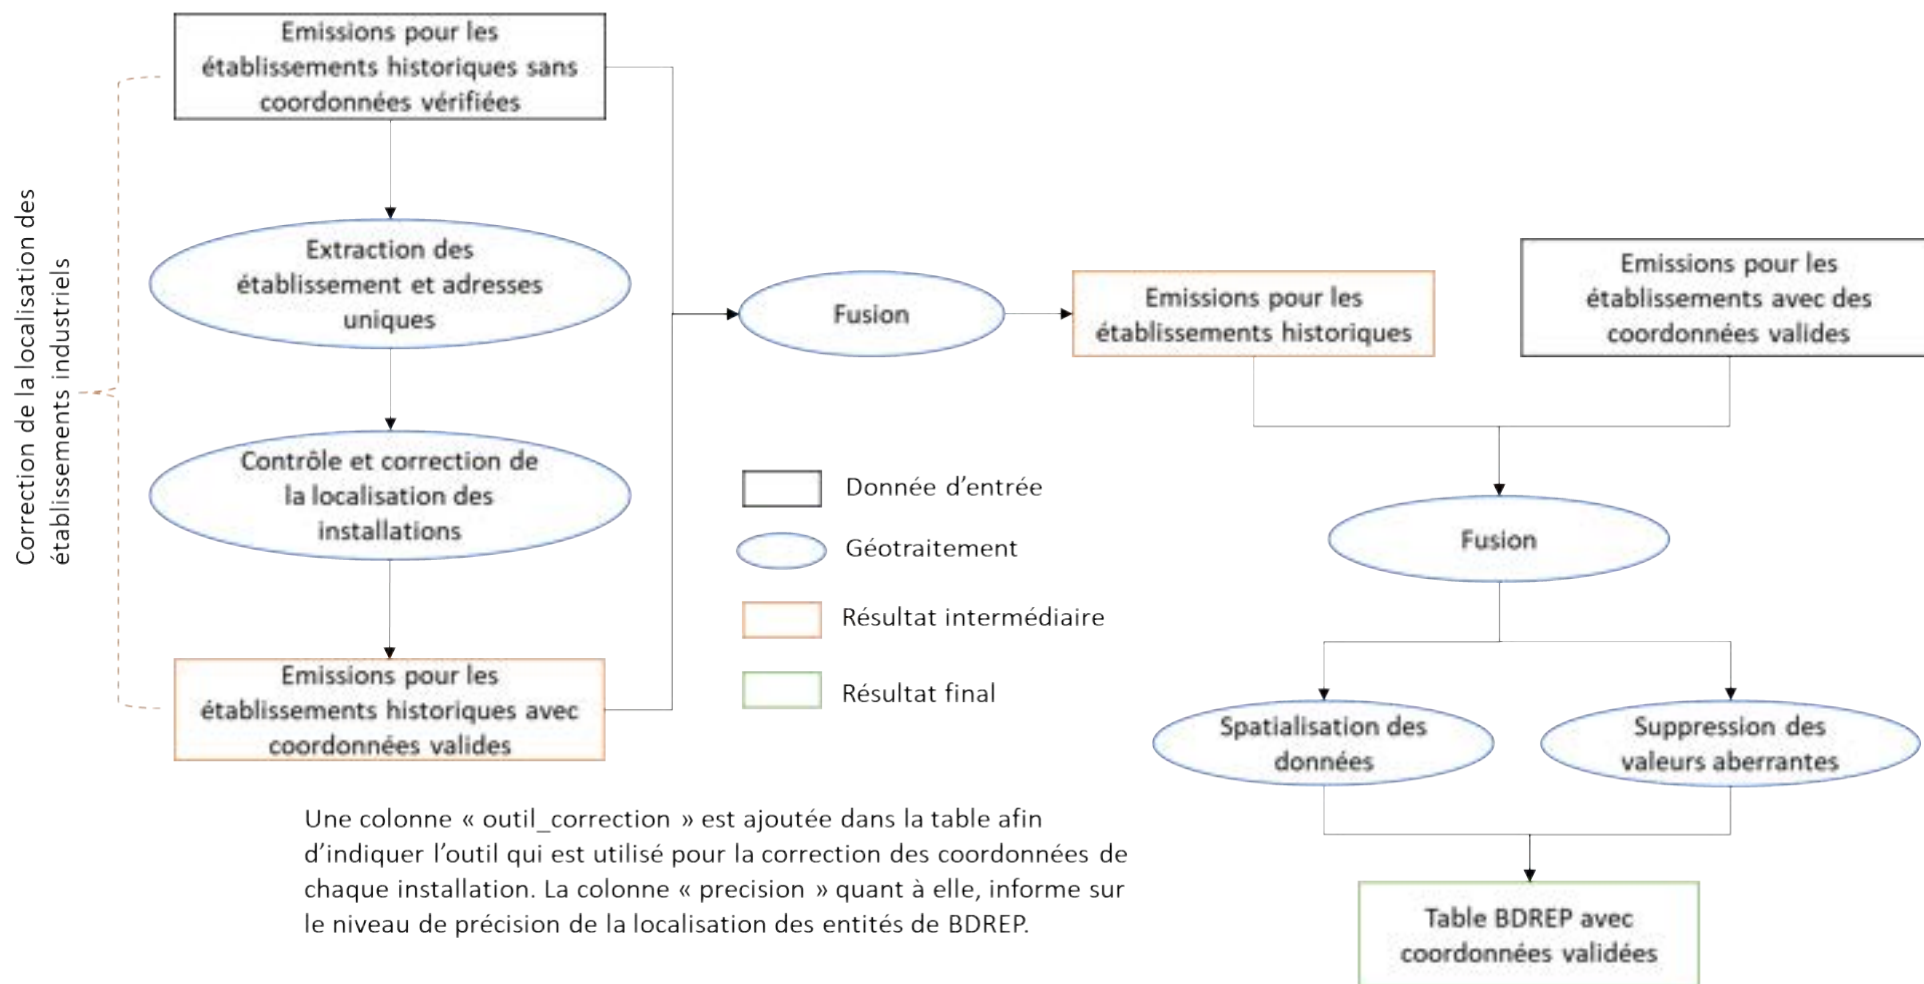 Emissions pour les
établissements historiques sans
coordonnées vérifiées
Correction de la localisation des
établissements industriels
Extraction des
établissement et adresses
uniques
Contrôle et correction de
la localisation des
installations
Emissions pour les
établissements historiques avec
coordonnées valides
Fusion
Emissions pour les
établissements historiques
Emissions pour les
établissements avec des
coordonnées valides
Donnée d'entrée
Géotraitement
Résultat intermédiaire
Résultat final
Fusion
Spatialisation des
données
Suppression des
valeurs aberrantes
Table BDREP avec
coordonnées validées
Une colonne « outil_correction » est ajoutée dans la table afin
d'indiquer l'outil qui est utilisé pour la correction des coordonnées de
chaque installation. La colonne « precision » quant à elle, informe sur
le niveau de précision de la localisation des entités de BDREP.